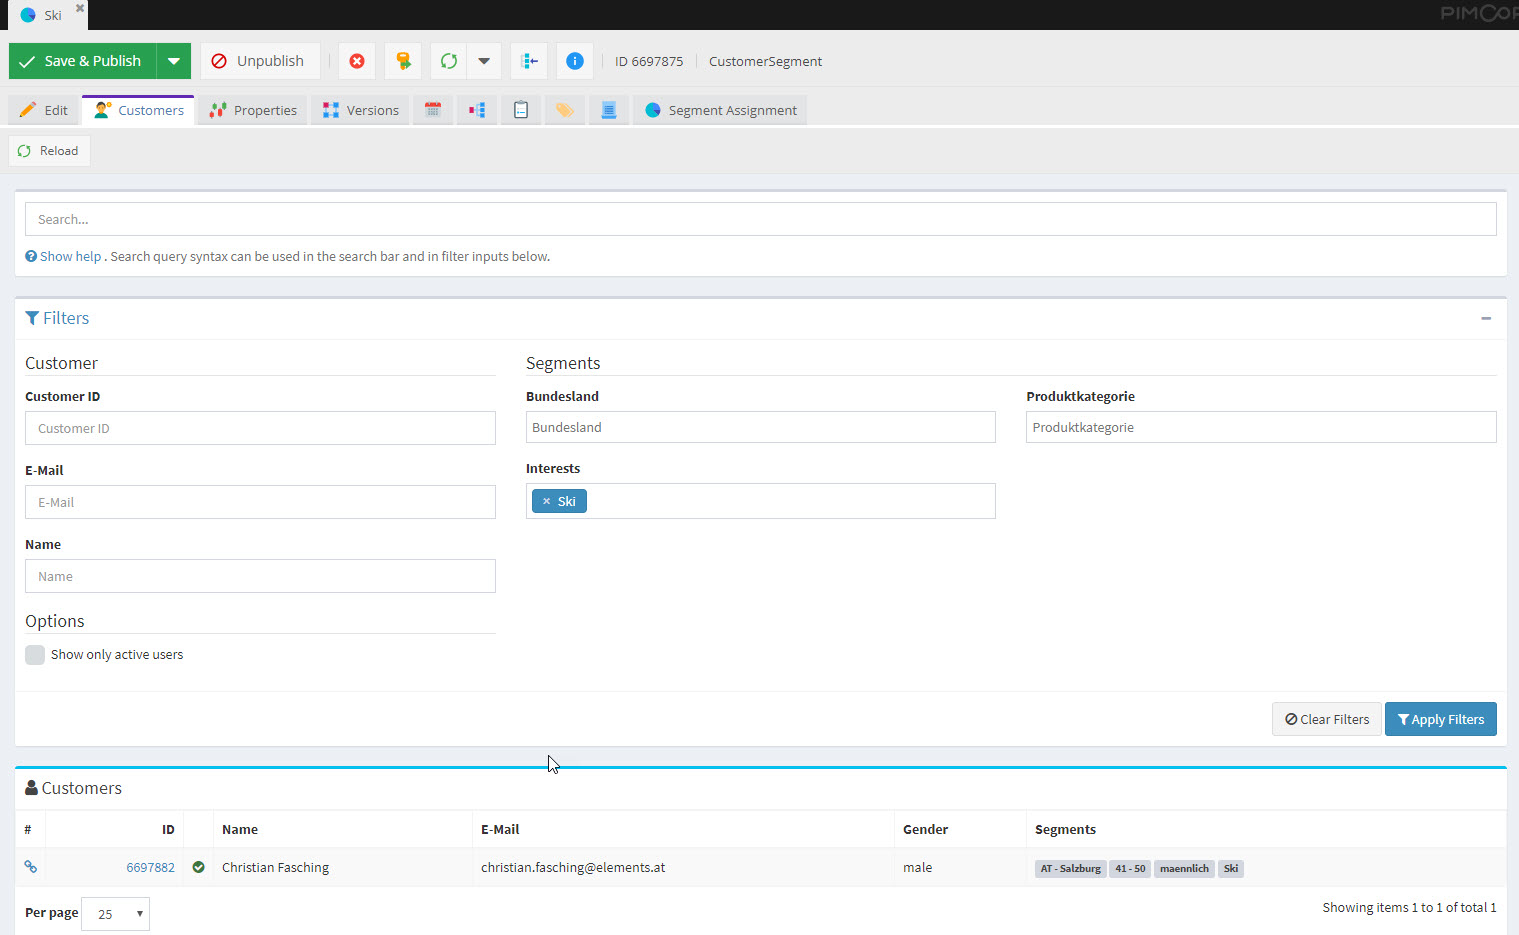 Ski
PIMCO
Save & Publish
Unpublish
ID 6697875
CustomerSegment
Edit
Customers
Properties
Versions
Segment Assignment
Reload
Search...
Show help . Search query syntax can be used in the search bar and in filter inputs below.
Filters
Customer
Segments
Customer ID
Bundesland
Produktkategorie
Customer ID
Bundesland
Produktkategorie
E-Mail
Interests
E-Mail
× Ski
Name
Name
Options
Show only active users
Clear Filters
Apply Filters
Customers
# ID Name E-Mail Gender Segments
6697882 Christian Fasching christian.fasching@elements.at male AT - Salzburg 41 - 50 maennlich Ski
Per page 25
Showing items 1 to 1 of total 1